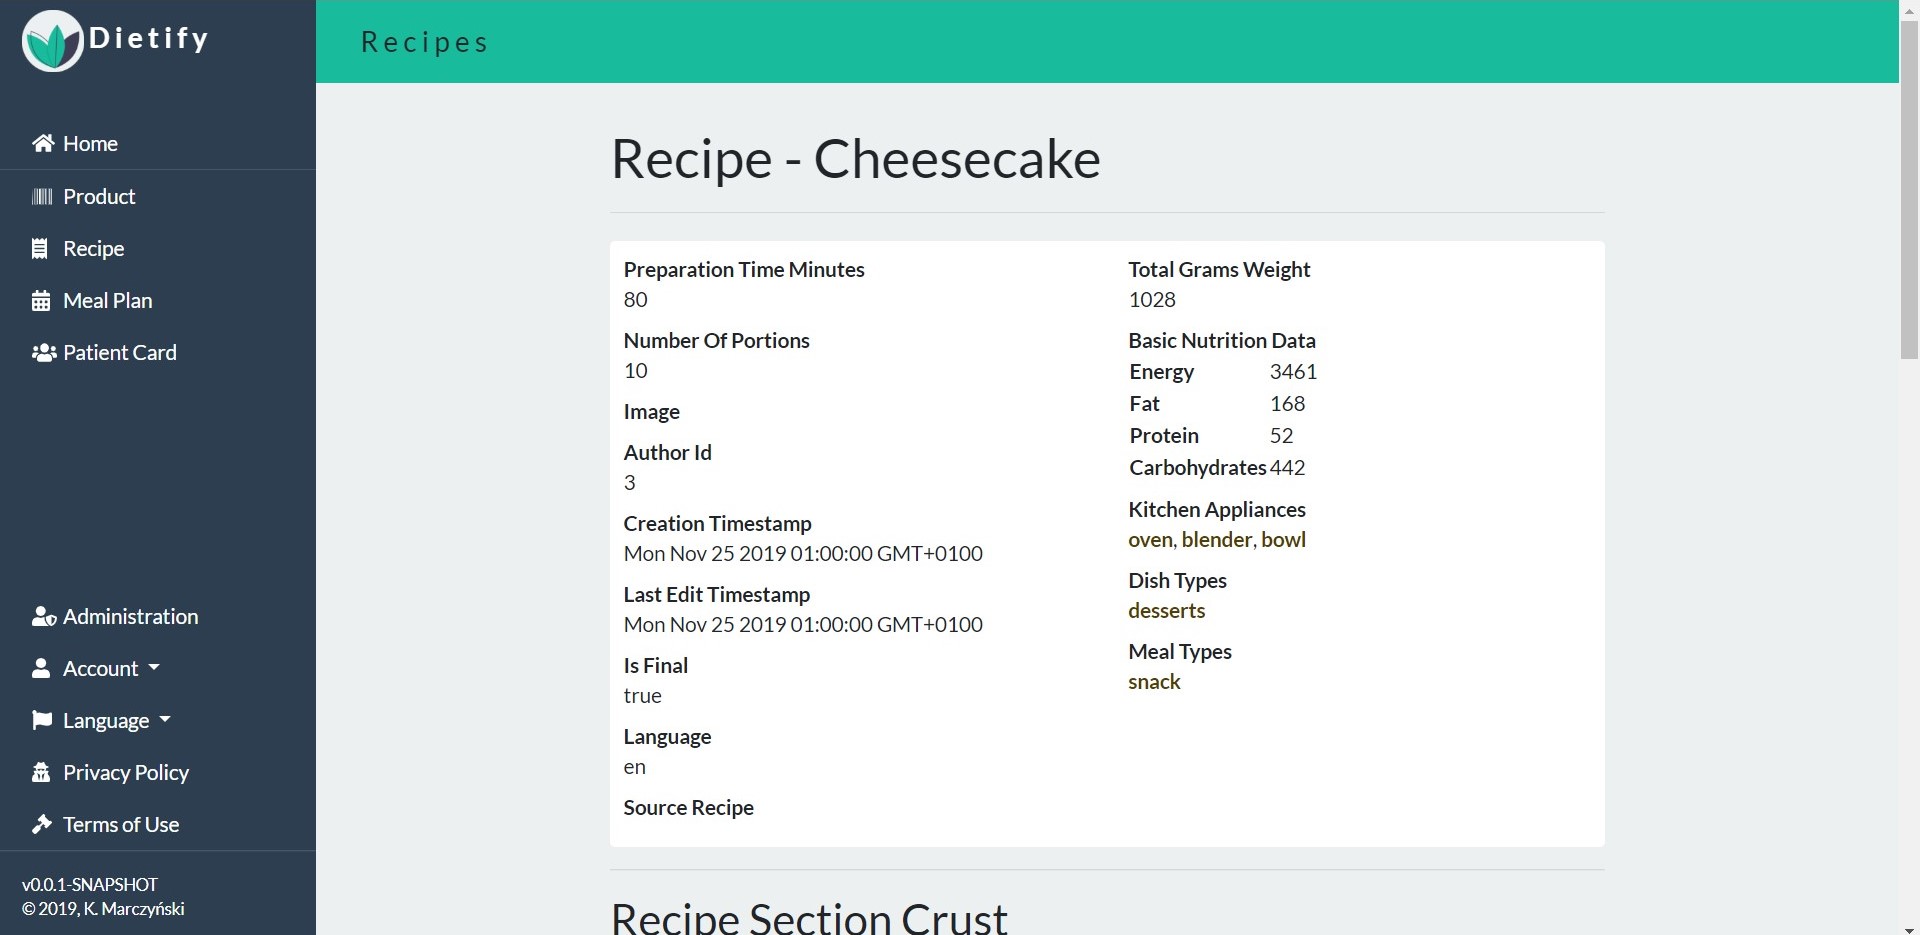 Dietify
Home
Product
Recipe
Meal Plan
Patient Card
Administration
Account
Language
Privacy Policy
Terms of Use
v0.0.1-SNAPSHOT
© 2019, K. Marczyński
Recipes
Recipe - Cheesecake
Preparation Time Minutes
80
Number Of Portions
10
Image
Author Id
3
Creation Timestamp
Mon Nov 25 2019 01:00:00 GMT+0100
Last Edit Timestamp
Mon Nov 25 2019 01:00:00 GMT+0100
Is Final
true
Language
en
Source Recipe
Total Grams Weight
1028
Basic Nutrition Data
Energy 3461
Fat 168
Protein 52
Carbohydrates 442
Kitchen Appliances
oven, blender, bowl
Dish Types
desserts
Meal Types
snack
Recipe Section Crust